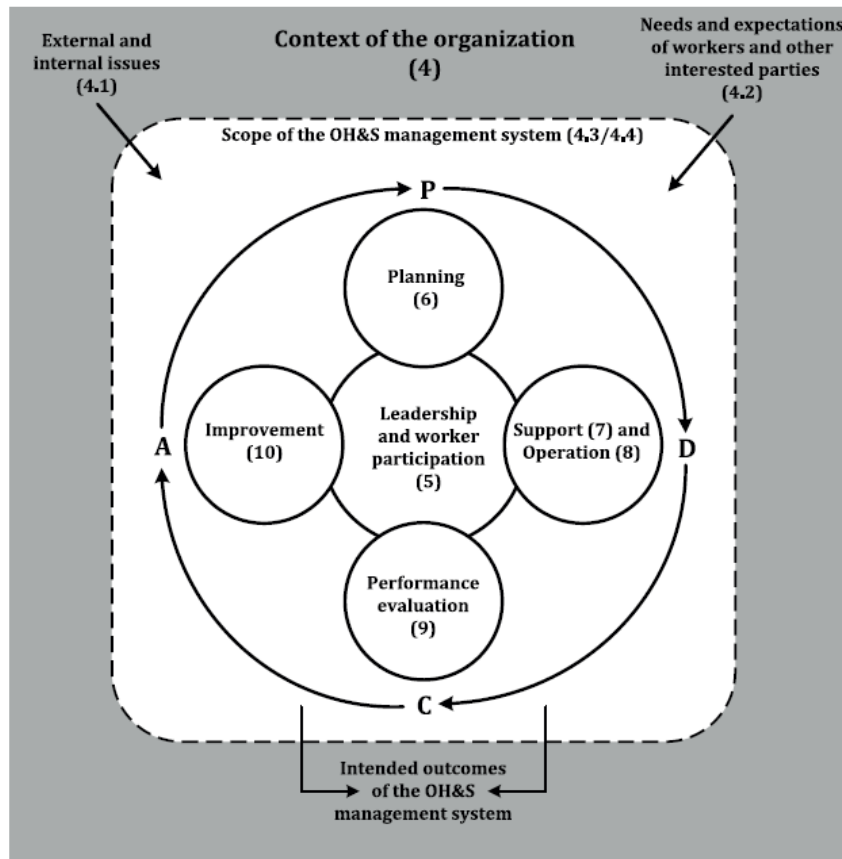 External and
internal issues
(4.1)
Context of the organization
(4)
Needs and expectations
of workers and other
interested parties
(4.2)
Scope of the OH&S management system (4.3/4.4)
P
Planning
(6)
A
Improvement
(10)
Leadership
and worker
participation
(5)
Support (7) and
Operation (8)
D
Performance
evaluation
(9)
C
Intended outcomes
of the OH&S
management system